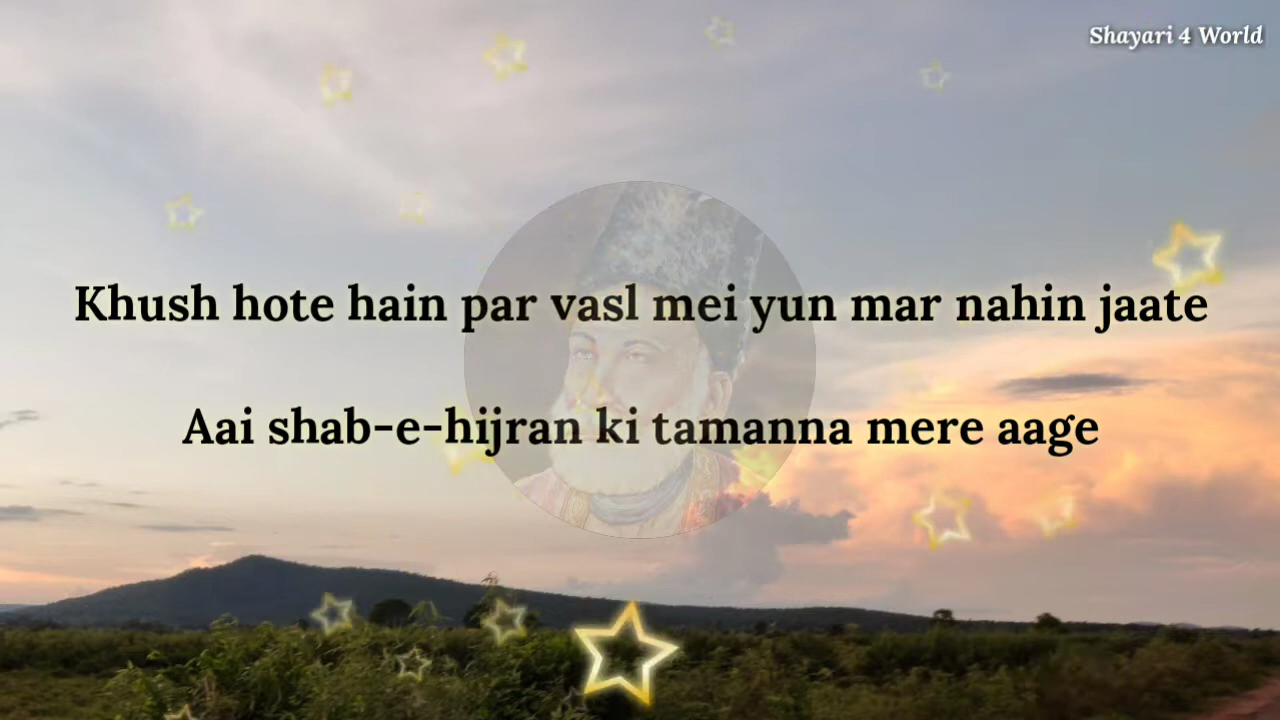 Shayari 4 World
Khush hote hain par vasl mei yun mar nahin jaate
Aai shab-e-hijran ki tamanna mere aage